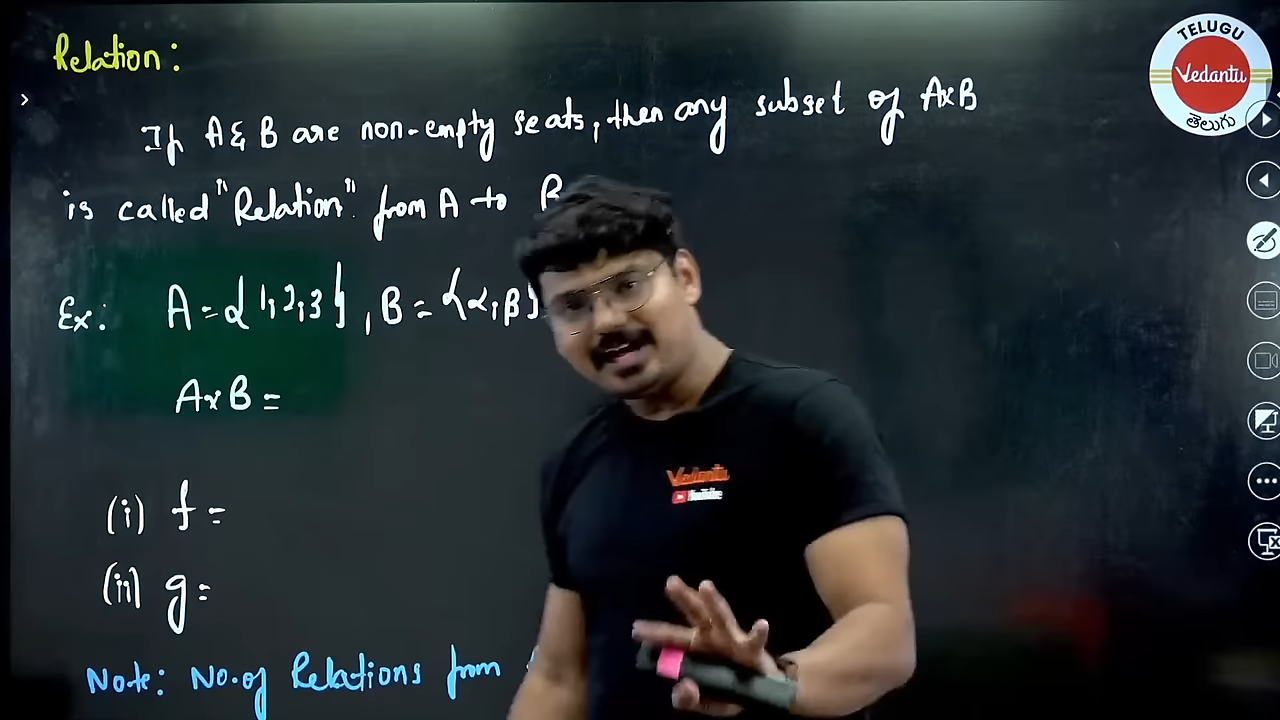 Relation:
If A & B are non-empty seats, then any subset of A×B
is called "Relation" from A to B
Ex: A = {1,2,3}, B = {α,β}
A×B =
(i) f =
(ii) g =
Note: No. of Relations from
TELUGU
Vedantu
తెలుగు
Vedantu
YouTube